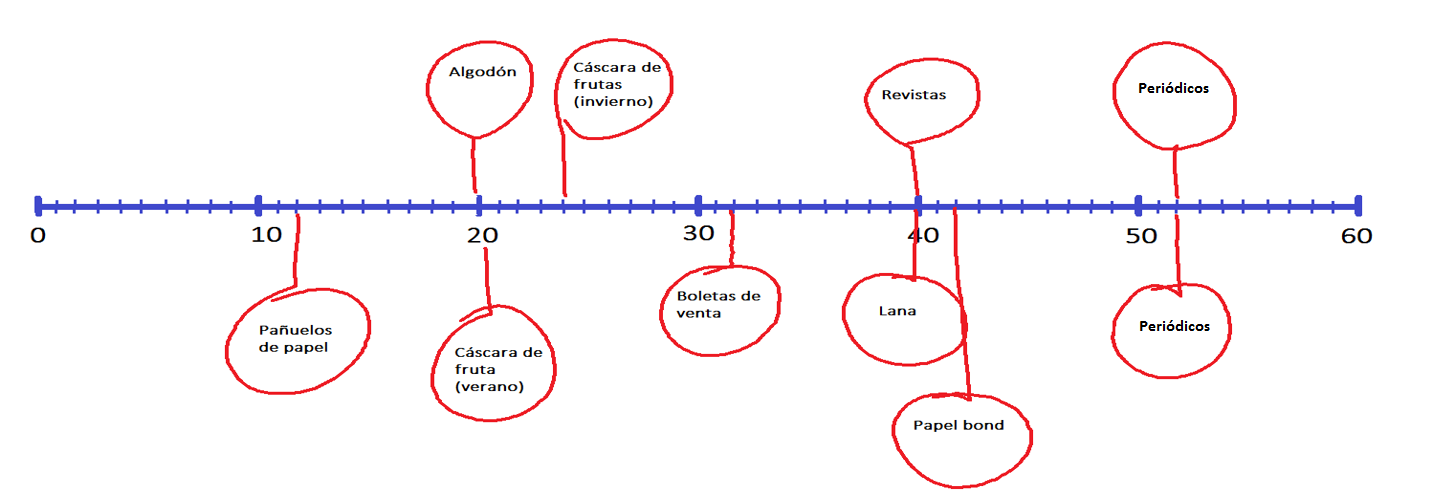 Algodón
Cáscara de
frutas
(invierno)
Revistas
Periódicos
0
10
20
30
40
50
60
Pañuelos
de papel
Cáscara de
fruta
(verano)
Boletas de
venta
Lana
Papel bond
Periódicos